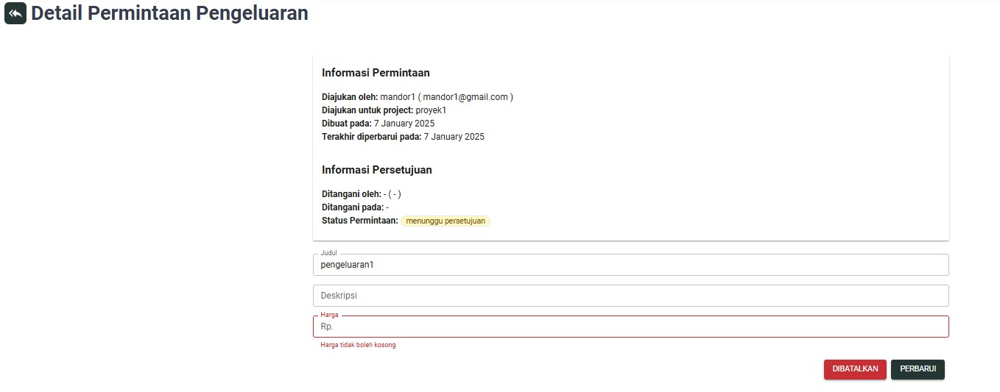 Detail Permintaan Pengeluaran
Informasi Permintaan
Diajukan oleh: mandor1 ( mandor1@gmail.com )
Diajukan untuk project: proyek1
Dibuat pada: 7 January 2025
Terakhir diperbarui pada: 7 January 2025
Informasi Persetujuan
Ditangani oleh: - ( - )
Ditangani pada: -
Status Permintaan: menunggu persetujuan
Judul
pengeluaran1
Deskripsi
Harga
Rp.
Harga tidak boleh kosong
DIBATALKAN PERBARUI